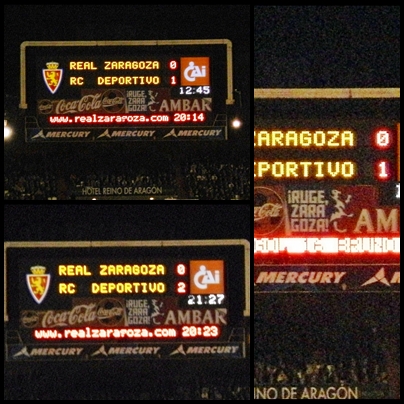 REAL ZARAGOZA 0
RC DEPORTIVO 1
CAi
12:45
Coca-Cola ¡RUGE, ZARA GOZA! AMBAR
www.realzaragoza.com 20:14
MERCURY MERCURY MERCURY
HOTEL REINO DE ARAGÓN
REAL ZARAGOZA 0
RC DEPORTIVO 2
CAi
21:27
Coca-Cola ¡RUGE, ZARA GOZA! AMBAR
www.realzaragoza.com 20:23
MERCURY MERCURY MERCURY
ARAGOZA 0
PORTIVO 1
¡RUGE, ZARA GOZA! AM
MERCURY
NO DE ARAGÓN